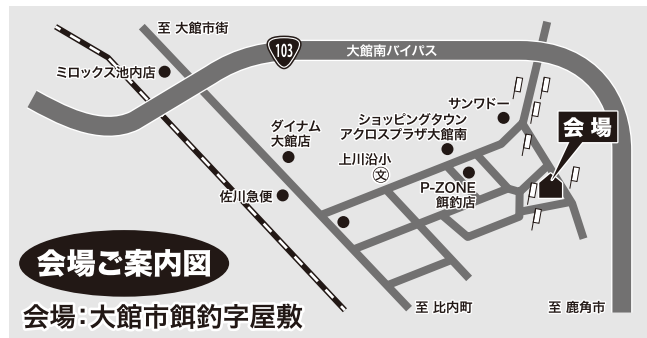 至 大館市街
103
大館南バイパス
ミロックス池内店
サンワドー
ショッピングタウン
アクロスプラザ大館南
ダイナム
大館店
会場
上川沿小
文
P-ZONE
餌釣店
佐川急便
会場ご案内図
会場：大館市餌釣字屋敷
至 比内町
至 鹿角市